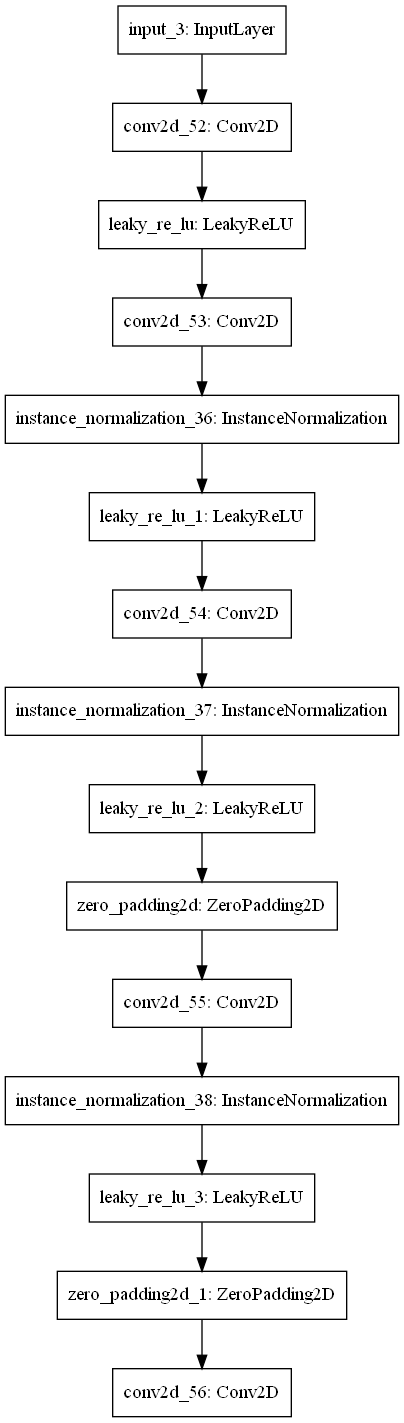 input_3: InputLayer
conv2d_52: Conv2D
leaky_re_lu: LeakyReLU
conv2d_53: Conv2D
instance_normalization_36: InstanceNormalization
leaky_re_lu_1: LeakyReLU
conv2d_54: Conv2D
instance_normalization_37: InstanceNormalization
leaky_re_lu_2: LeakyReLU
zero_padding2d: ZeroPadding2D
conv2d_55: Conv2D
instance_normalization_38: InstanceNormalization
leaky_re_lu_3: LeakyReLU
zero_padding2d_1: ZeroPadding2D
conv2d_56: Conv2D